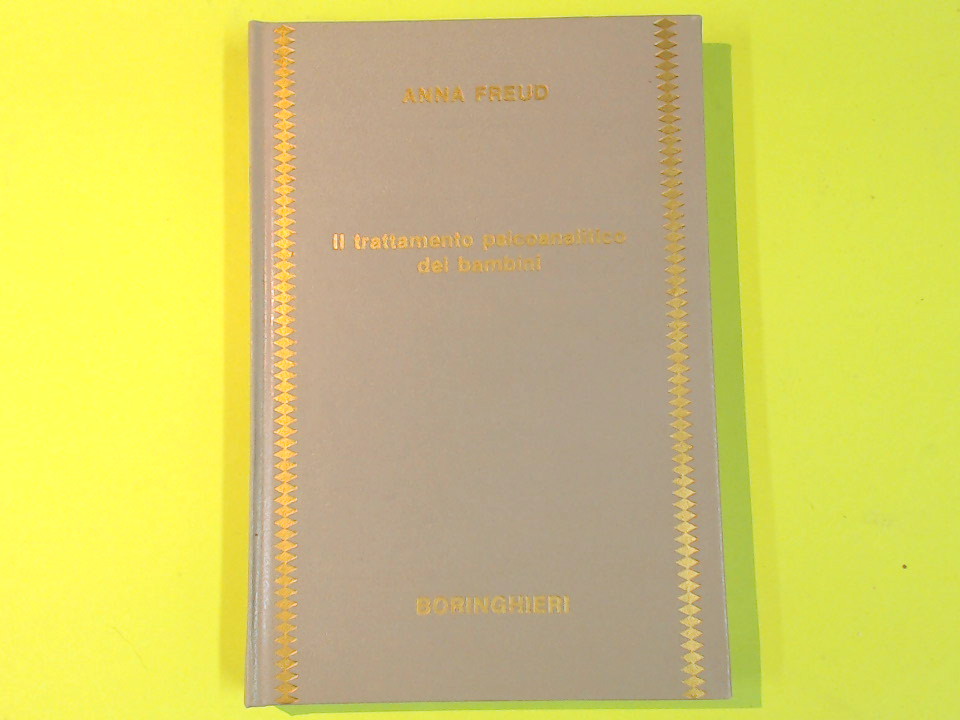 ANNA FREUD
Il trattamento psicoanalitico
dei bambini
BORINGHIERI